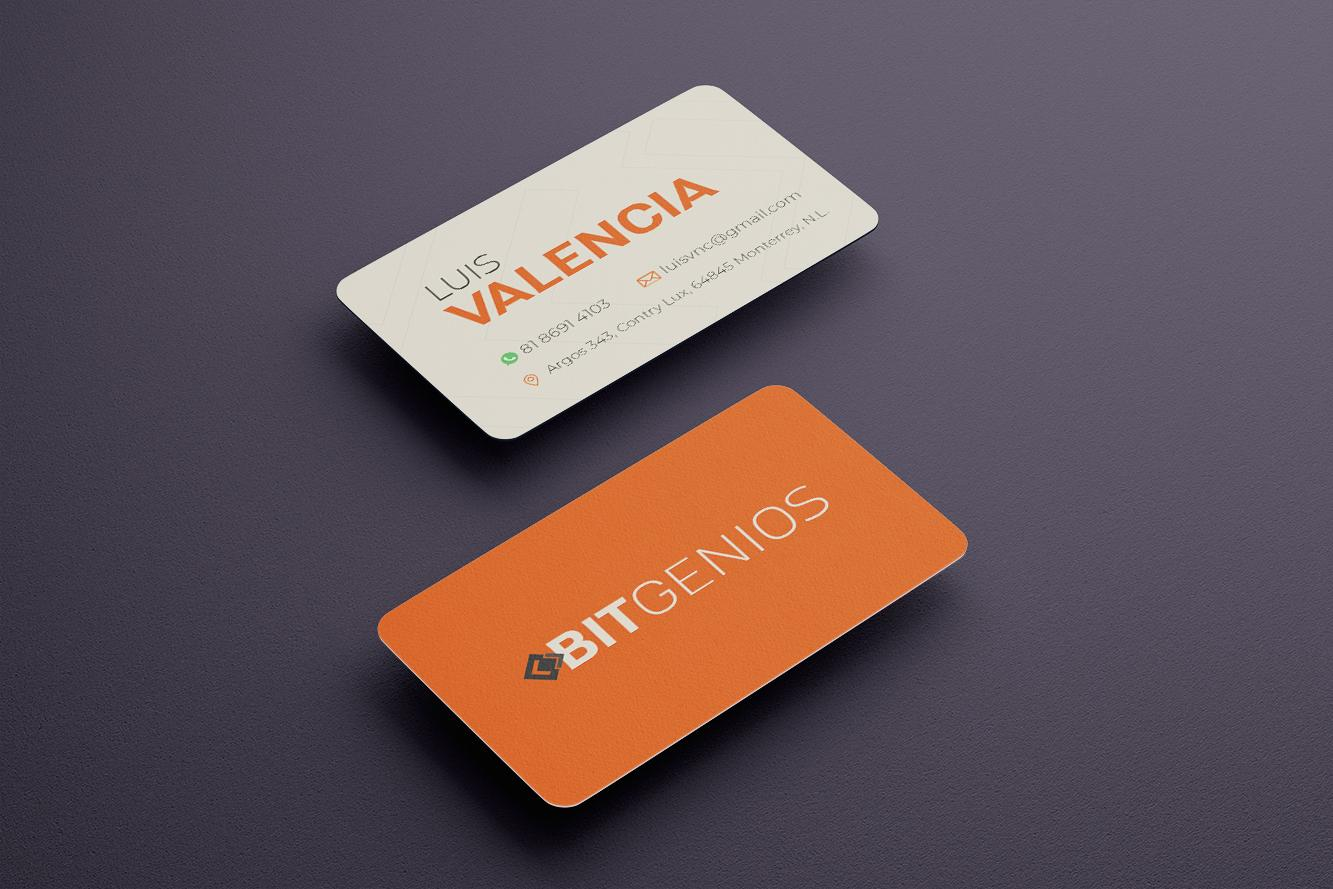 LUIS
VALENCIA
81 8691 4103 luisvnc@gmail.com
Argos 343, Contry Lux, 64845 Monterrey, N.L.
BITGENIOS